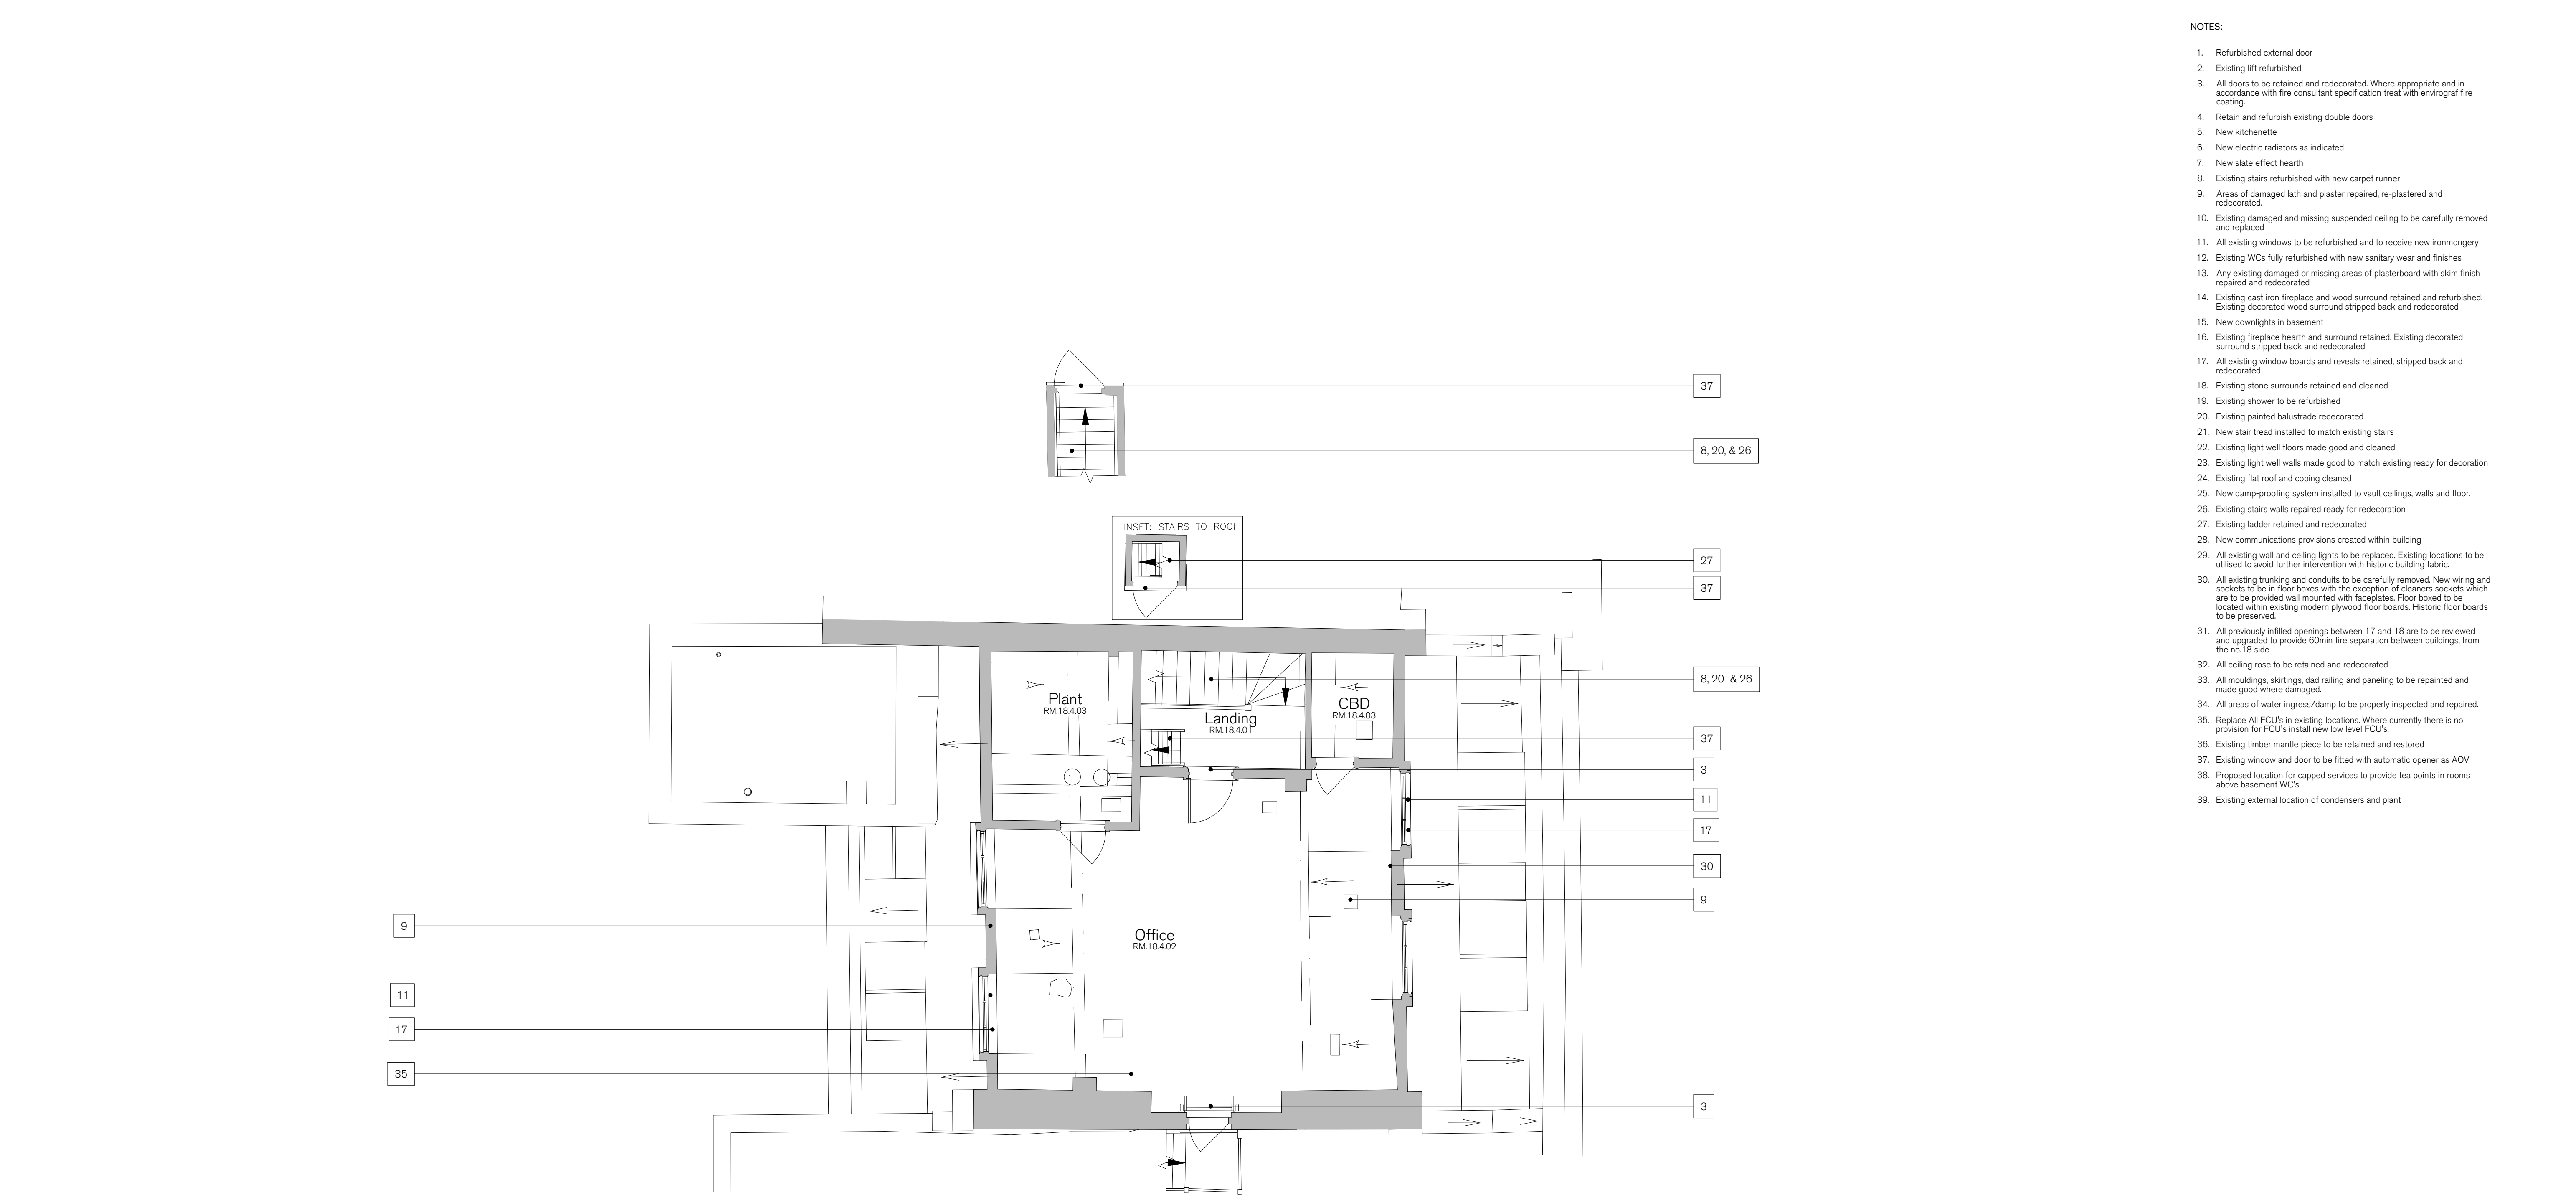 NOTES:
1. Refurbished external door
2. Existing lift refurbished
3. All doors to be retained and redecorated. Where appropriate and in
accordance with fire consultant specification treat with envirograf fire
coating.
4. Retain and refurbish existing double doors
5. New kitchenette
6. New electric radiators as indicated
7. New slate effect hearth
8. Existing stairs refurbished with new carpet runner
9. Areas of damaged lath and plaster repaired, re-plastered and
redecorated.
10. Existing damaged and missing suspended ceiling to be carefully removed
and replaced
11. All existing windows to be refurbished and to receive new ironmongery
12. Existing WCs fully refurbished with new sanitary wear and finishes
13. Any existing damaged or missing areas of plasterboard with skim finish
repaired and redecorated
14. Existing cast iron fireplace and wood surround retained and refurbished.
Existing decorated wood surround stripped back and redecorated
15. New downlights in basement
16. Existing fireplace hearth and surround retained. Existing decorated
surround stripped back and redecorated
17. All existing window boards and reveals retained, stripped back and
redecorated
18. Existing stone surrounds retained and cleaned
19. Existing shower to be refurbished
20. Existing painted balustrade redecorated
21. New stair tread installed to match existing stairs
22. Existing light well floors made good and cleaned
23. Existing light well walls made good to match existing ready for decoration
24. Existing flat roof and coping cleaned
25. New damp-proofing system installed to vault ceilings, walls and floor.
26. Existing stairs walls repaired ready for redecoration
27. Existing ladder retained and redecorated
28. New communications provisions created within building
29. All existing wall and ceiling lights to be replaced. Existing locations to be
utilised to avoid further intervention with historic building fabric.
30. All existing trunking and conduits to be carefully removed. New wiring and
sockets to be in floor boxes with the exception of cleaners sockets which
are to be provided wall mounted with faceplates. Floor boxed to be
located within existing modern plywood floor boards. Historic floor boards
to be preserved.
31. All previously infilled openings between 17 and 18 are to be reviewed
and upgraded to provide 60min fire separation between buildings, from
the no.18 side
32. All ceiling rose to be retained and redecorated
33. All mouldings, skirtings, dad railing and paneling to be repainted and
made good where damaged.
34. All areas of water ingress/damp to be properly inspected and repaired.
35. Replace All FCU's in existing locations. Where currently there is no
provision for FCU's install new low level FCU's.
36. Existing timber mantle piece to be retained and restored
37. Existing window and door to be fitted with automatic opener as AOV
38. Proposed location for capped services to provide tea points in rooms
above basement WC's
39. Existing external location of condensers and plant
37
8, 20, & 26
INSET: STAIRS TO ROOF
27
37
8, 20 & 26
Plant
RM.18.4.03
CBD
RM.18.4.03
Landing
RM.18.4.01
37
3
11
17
30
9
9
Office
RM.18.4.02
11
17
35
3